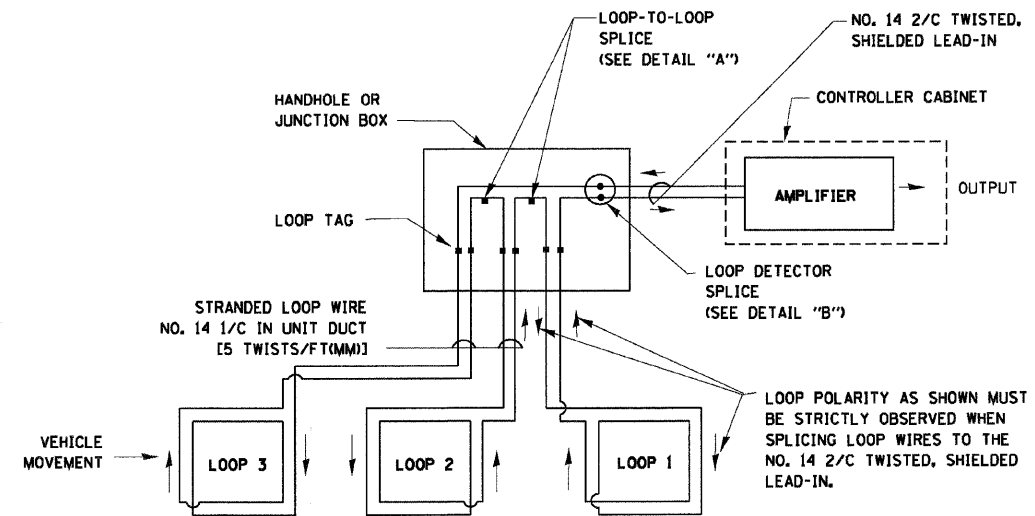 LOOP-TO-LOOP
SPLICE
(SEE DETAIL "A")
NO. 14 2/C TWISTED,
SHIELDED LEAD-IN
HANDHOLE OR
JUNCTION BOX
CONTROLLER CABINET
AMPLIFIER
OUTPUT
LOOP TAG
LOOP DETECTOR
SPLICE
(SEE DETAIL "B")
STRANDED LOOP WIRE
NO. 14 1/C IN UNIT DUCT
[5 TWISTS/FT(MM)]
LOOP POLARITY AS SHOWN MUST
BE STRICTLY OBSERVED WHEN
SPLICING LOOP WIRES TO THE
NO. 14 2/C TWISTED, SHIELDED
LEAD-IN.
VEHICLE
MOVEMENT
LOOP 3
LOOP 2
LOOP 1